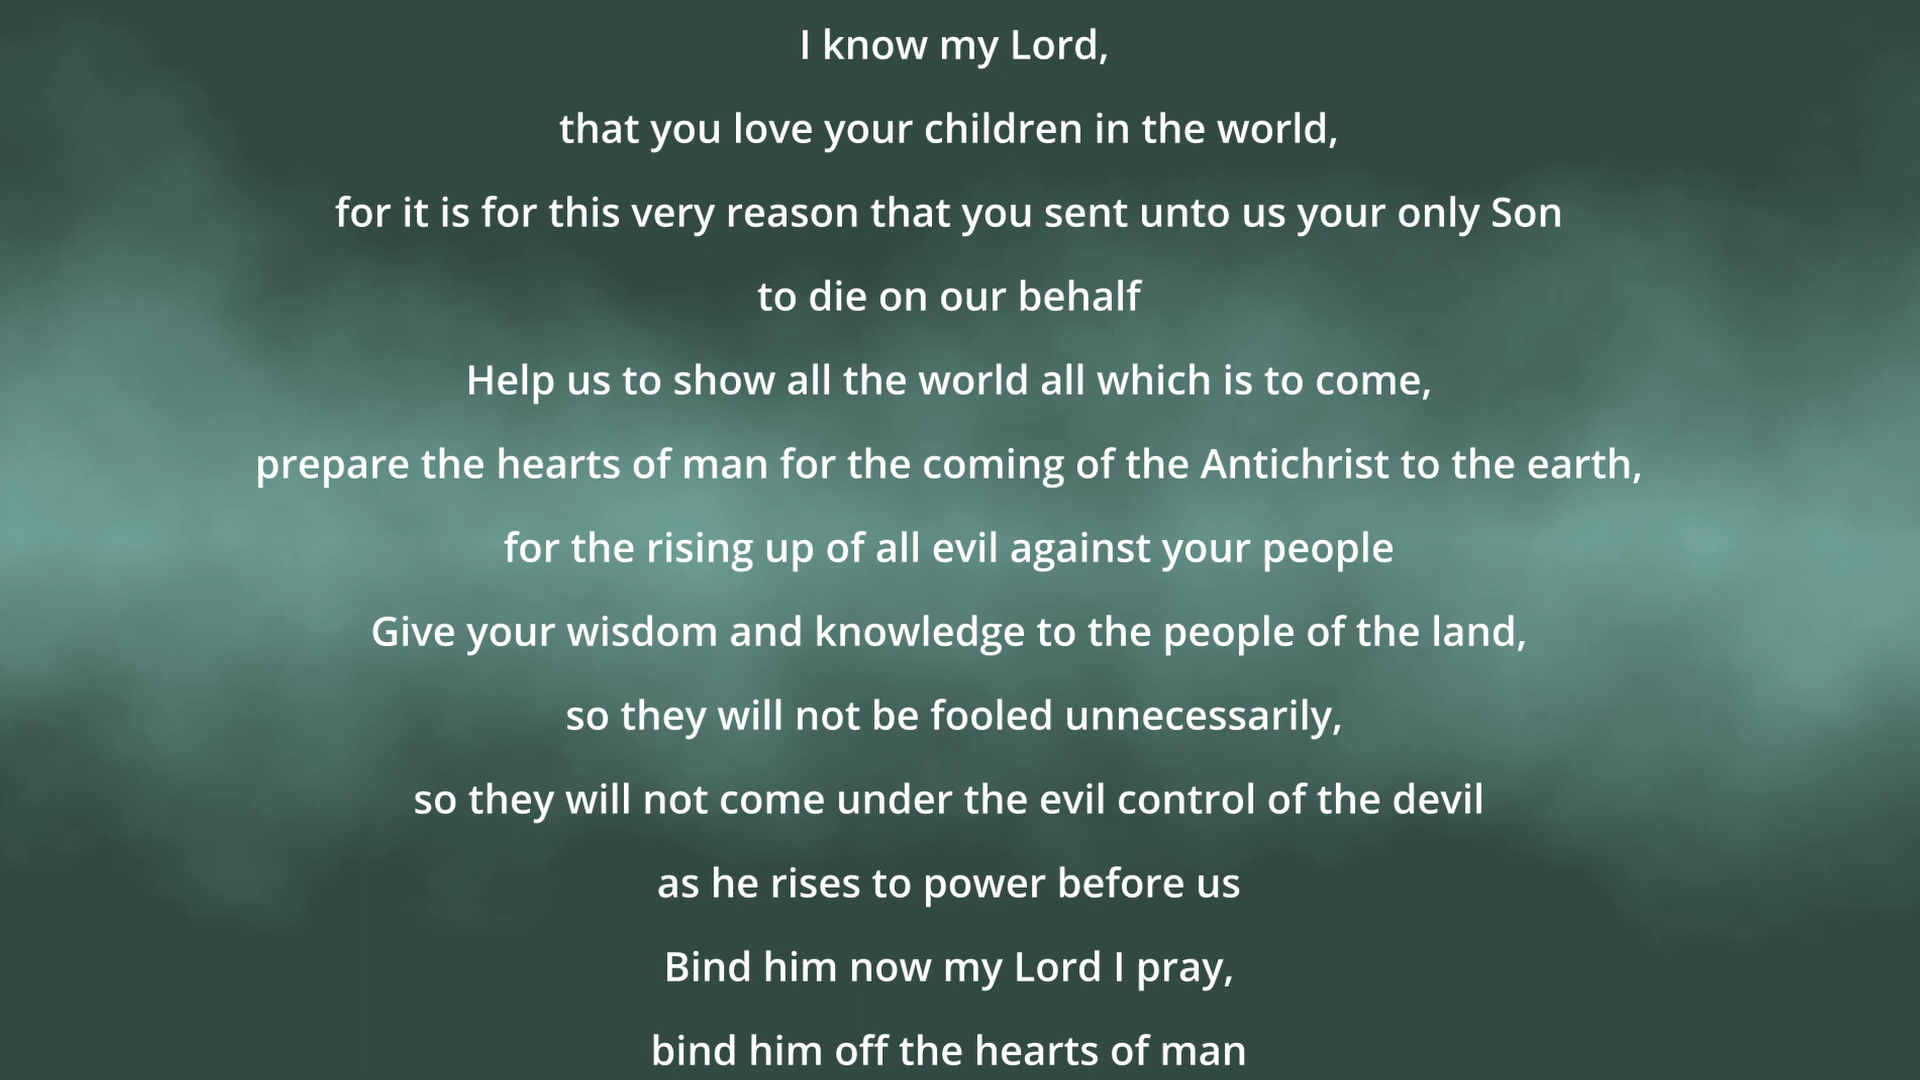 I know my Lord,
that you love your children in the world,
for it is for this very reason that you sent unto us your only Son
to die on our behalf
Help us to show all the world all which is to come,
prepare the hearts of man for the coming of the Antichrist to the earth,
for the rising up of all evil against your people
Give your wisdom and knowledge to the people of the land,
so they will not be fooled unnecessarily,
so they will not come under the evil control of the devil
as he rises to power before us
Bind him now my Lord I pray,
bind him off the hearts of man